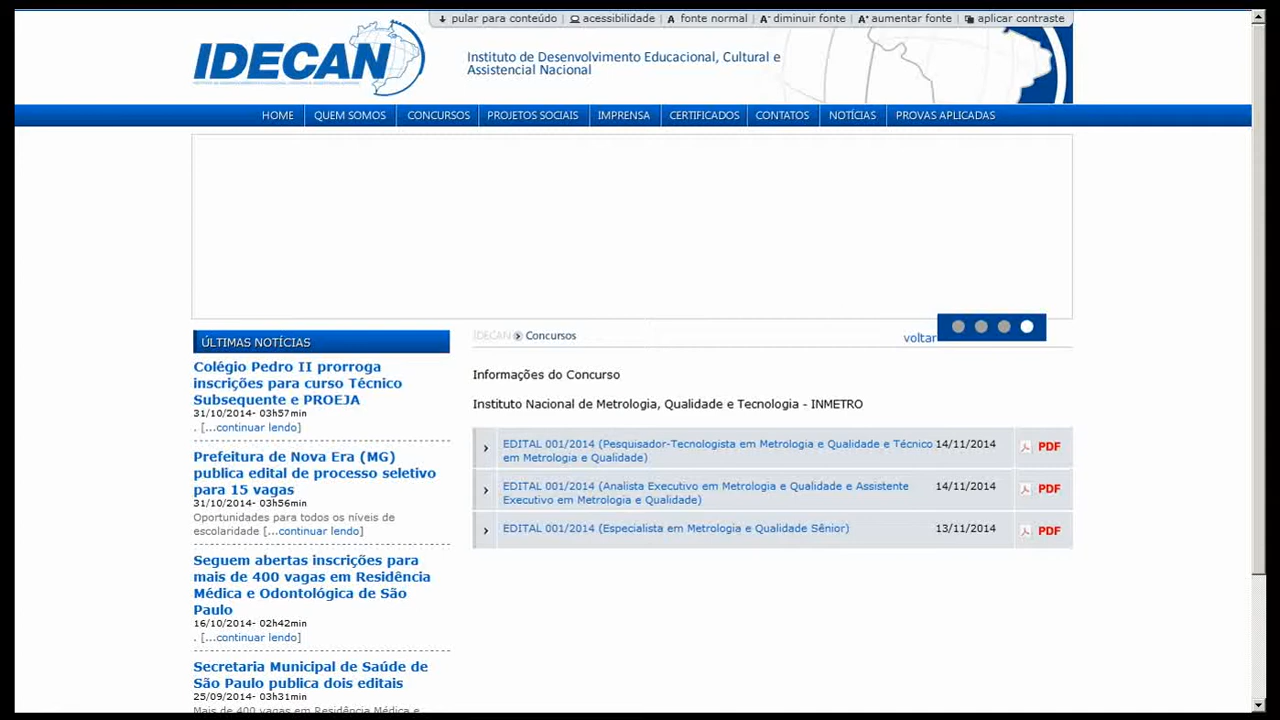 pular para conteúdo | acessibilidade | A fonte normal | A- diminuir fonte | A+ aumentar fonte | aplicar contraste
IDECAN
Instituto de Desenvolvimento Educacional, Cultural e
Assistencial Nacional
HOME QUEM SOMOS CONCURSOS PROJETOS SOCIAIS IMPRENSA CERTIFICADOS CONTATOS NOTÍCIAS PROVAS APLICADAS
ÚLTIMAS NOTÍCIAS
Colégio Pedro II prorroga
inscrições para curso Técnico
Subsequente e PROEJA
31/10/2014- 03h57min
. [...continuar lendo]
Prefeitura de Nova Era (MG)
publica edital de processo seletivo
para 15 vagas
31/10/2014- 03h56min
Oportunidades para todos os níveis de
escolaridade [...continuar lendo]
Seguem abertas inscrições para
mais de 400 vagas em Residência
Médica e Odontológica de São
Paulo
16/10/2014- 02h42min
. [...continuar lendo]
Secretaria Municipal de Saúde de
São Paulo publica dois editais
25/09/2014- 03h31min
Mais de 400 vagas em Residência Médica e
IDECAN Concursos
voltar
Informações do Concurso
Instituto Nacional de Metrologia, Qualidade e Tecnologia - INMETRO
EDITAL 001/2014 (Pesquisador-Tecnologista em Metrologia e Qualidade e Técnico 14/11/2014 PDF
em Metrologia e Qualidade)
EDITAL 001/2014 (Analista Executivo em Metrologia e Qualidade e Assistente 14/11/2014 PDF
Executivo em Metrologia e Qualidade)
EDITAL 001/2014 (Especialista em Metrologia e Qualidade Sênior) 13/11/2014 PDF